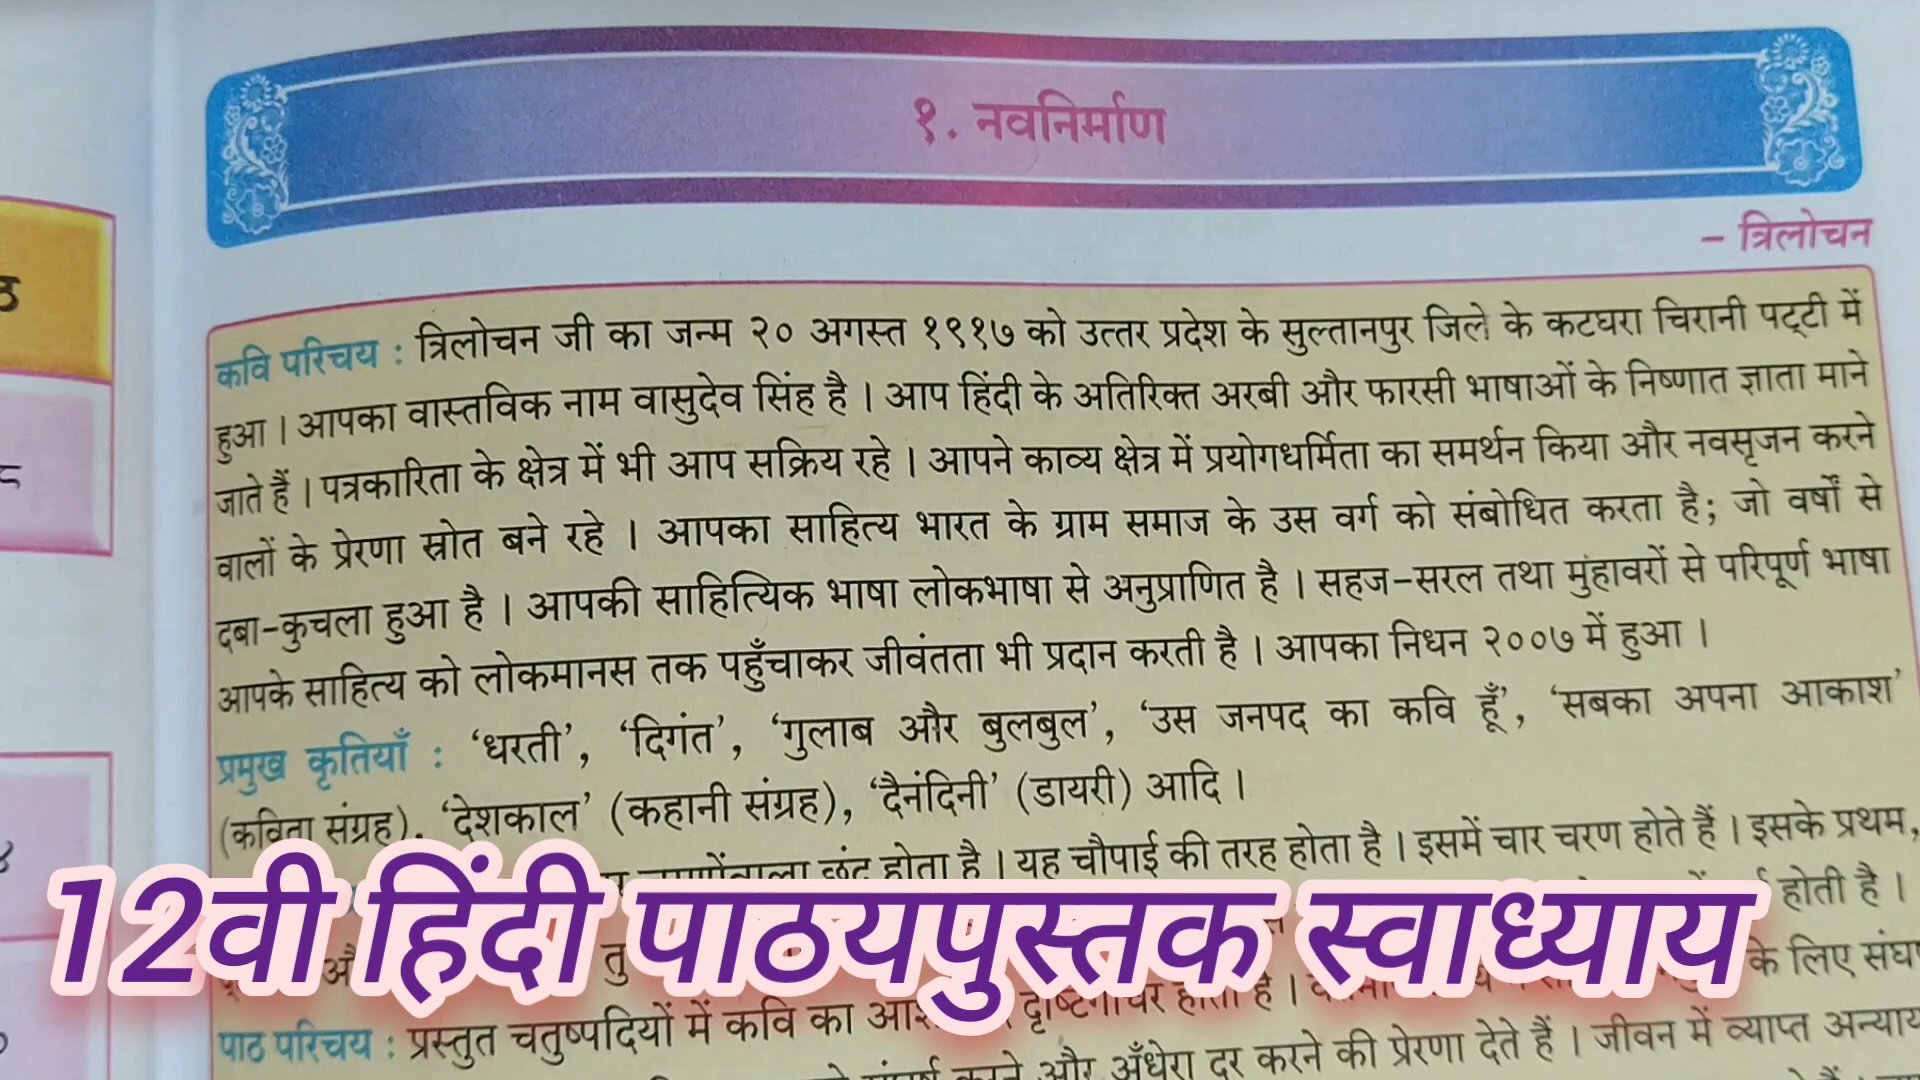 १. नवनिर्माण
– त्रिलोचन
कवि परिचय : त्रिलोचन जी का जन्म २० अगस्त १९१७ को उत्तर प्रदेश के सुल्तानपुर जिले के कटघरा चिरानी पट्टी में
हुआ । आपका वास्तविक नाम वासुदेव सिंह है । आप हिंदी के अतिरिक्त अरबी और फारसी भाषाओं के निष्णात ज्ञाता माने
जाते हैं । पत्रकारिता के क्षेत्र में भी आप सक्रिय रहे । आपने काव्य क्षेत्र में प्रयोगधर्मिता का समर्थन किया और नवसृजन करने
वालों के प्रेरणा स्रोत बने रहे । आपका साहित्य भारत के ग्राम समाज के उस वर्ग को संबोधित करता है; जो वर्षों से
दबा-कुचला हुआ है । आपकी साहित्यिक भाषा लोकभाषा से अनुप्राणित है । सहज-सरल तथा मुंहावरों से परिपूर्ण भाषा
आपके साहित्य को लोकमानस तक पहुँचाकर जीवंतता भी प्रदान करती है । आपका निधन २००७ में हुआ ।
प्रमुख कृतियाँ : ‘धरती’, ‘दिगंत’, ‘गुलाब और बुलबुल’, ‘उस जनपद का कवि हूँ’, ‘सबका अपना आकाश’
(कविता संग्रह), ‘देशकाल’ (कहानी संग्रह), ‘दैनंदिनी’ (डायरी) आदि ।
छंद होता है । यह चौपाई की तरह होता है । इसमें चार चरण होते हैं । इसके प्रथम,
होती है ।
12वी हिंदी पाठयपुस्तक स्वाध्याय
के लिए
पाठ परिचय : प्रस्तुत चतुष्पदियों में कवि का होता है ।
करने और अँधेरा दूर करने की प्रेरणा देते हैं । जीवन में व्याप्त अन्याय